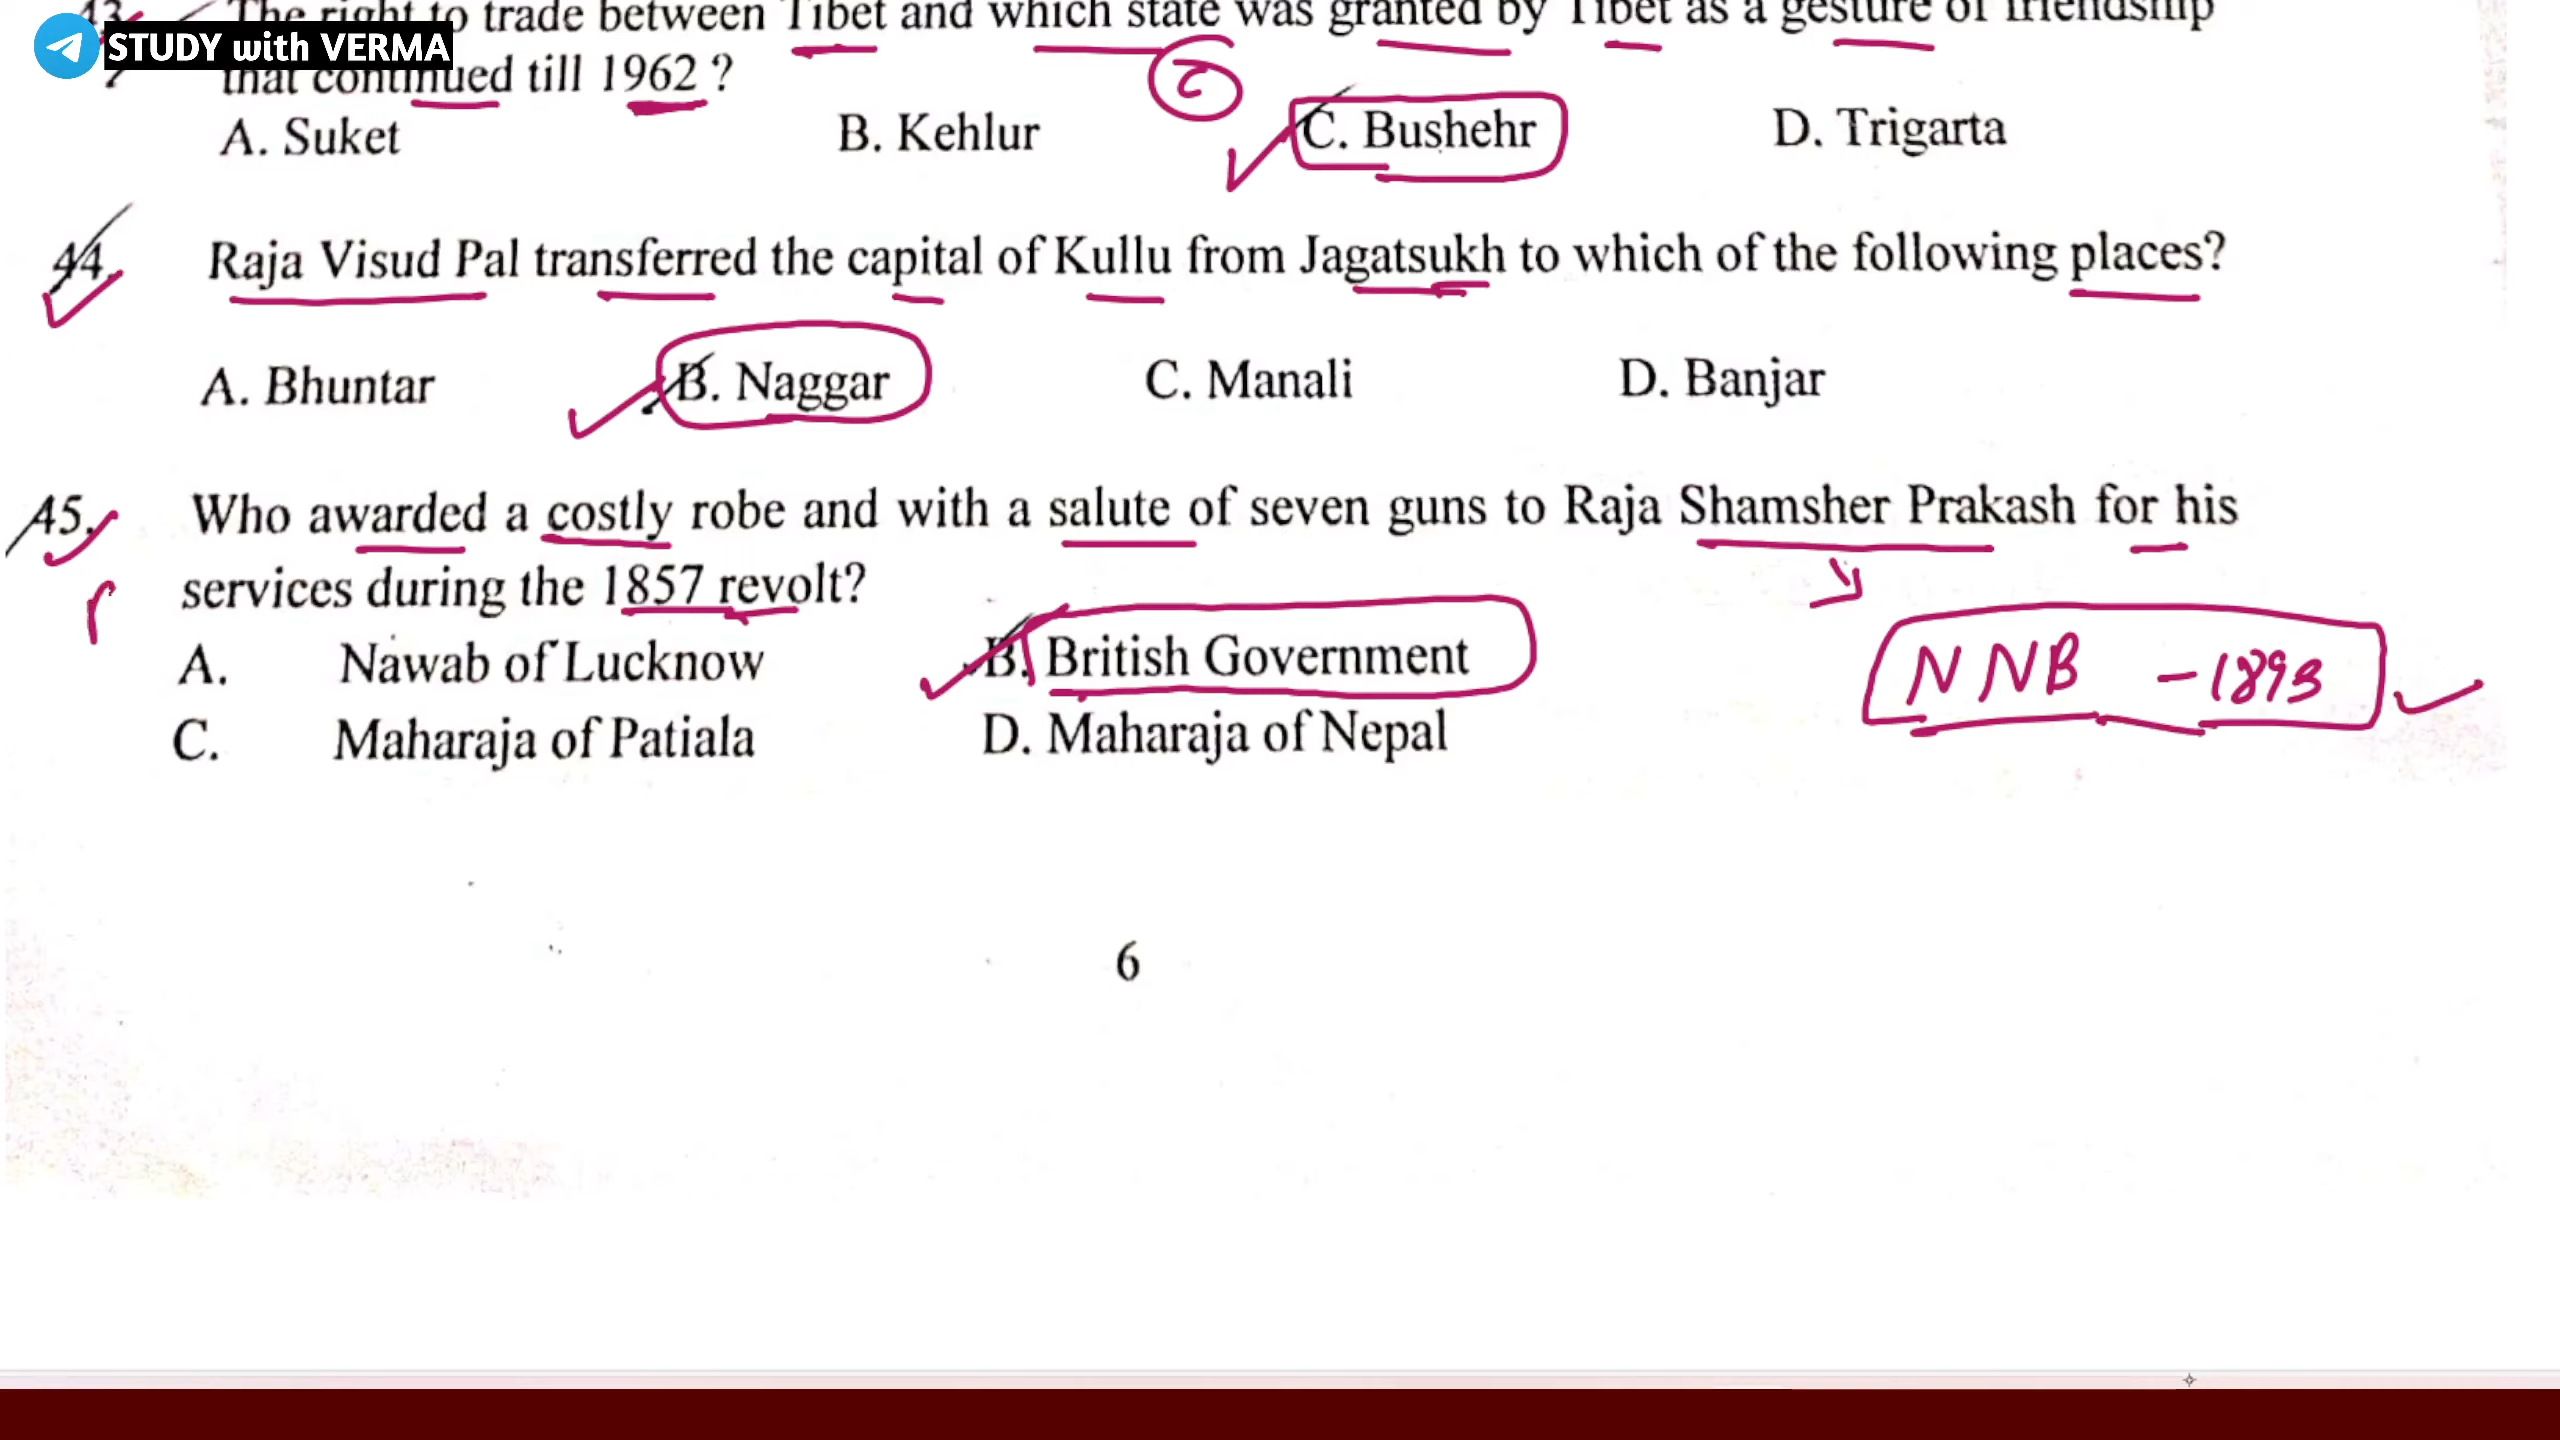 43. The right to trade between Tibet and which state was granted by Tibet as a gesture of friendship
STUDY with VERMA
that continued till 1962 ?
C
A. Suket B. Kehlur C. Bushehr D. Trigarta
44. Raja Visud Pal transferred the capital of Kullu from Jagatsukh to which of the following places?
A. Bhuntar B. Naggar C. Manali D. Banjar
45. Who awarded a costly robe and with a salute of seven guns to Raja Shamsher Prakash for his
services during the 1857 revolt?
A. Nawab of Lucknow B. British Government
NNB - 1893
C. Maharaja of Patiala D. Maharaja of Nepal
6